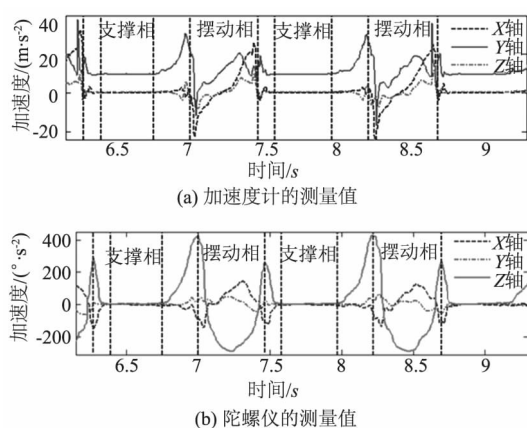 加速度/(m·s⁻²)
40
20
0
-20
支撑相
摆动相
支撑相
摆动相
X轴
Y轴
Z轴
6.5
7
7.5
8
8.5
9
时间/s
(a) 加速度计的测量值
加速度/(°·s⁻²)
400
200
0
-200
支撑相
摆动相
支撑相
摆动相
X轴
Y轴
Z轴
6.5
7
7.5
8
8.5
9
时间/s
(b) 陀螺仪的测量值